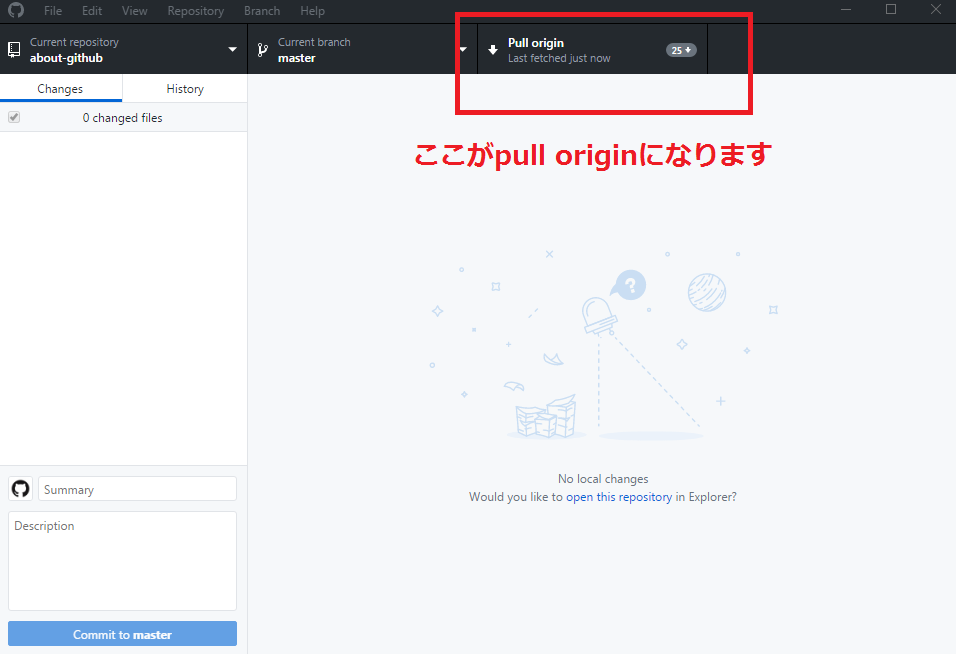 File Edit View Repository Branch Help
Current repository
about-github
Current branch
master
Pull origin
Last fetched just now
25
Changes
History
0 changed files
ここがpull originになります
?
No local changes
Would you like to open this repository in Explorer?
Summary
Description
Commit to master